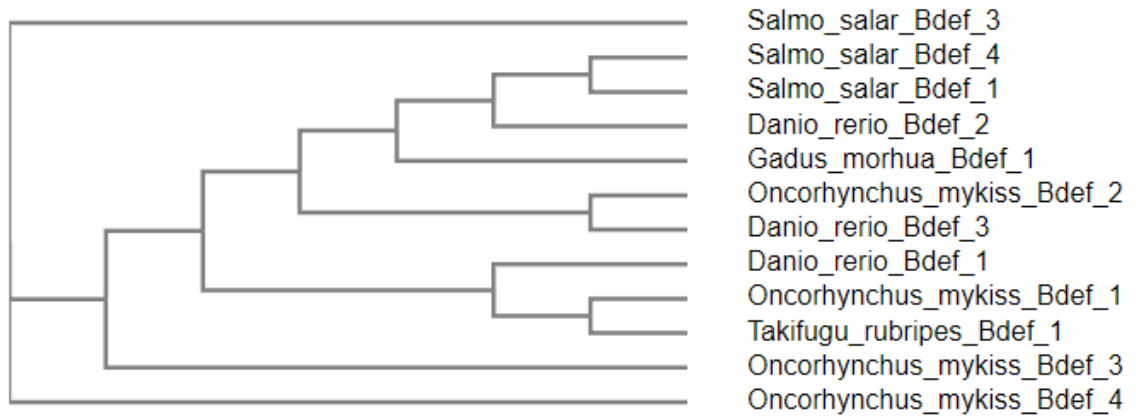 Salmo_salar_Bdef_3
Salmo_salar_Bdef_4
Salmo_salar_Bdef_1
Danio_rerio_Bdef_2
Gadus_morhua_Bdef_1
Oncorhynchus_mykiss_Bdef_2
Danio_rerio_Bdef_3
Danio_rerio_Bdef_1
Oncorhynchus_mykiss_Bdef_1
Takifugu_rubripes_Bdef_1
Oncorhynchus_mykiss_Bdef_3
Oncorhynchus_mykiss_Bdef_4